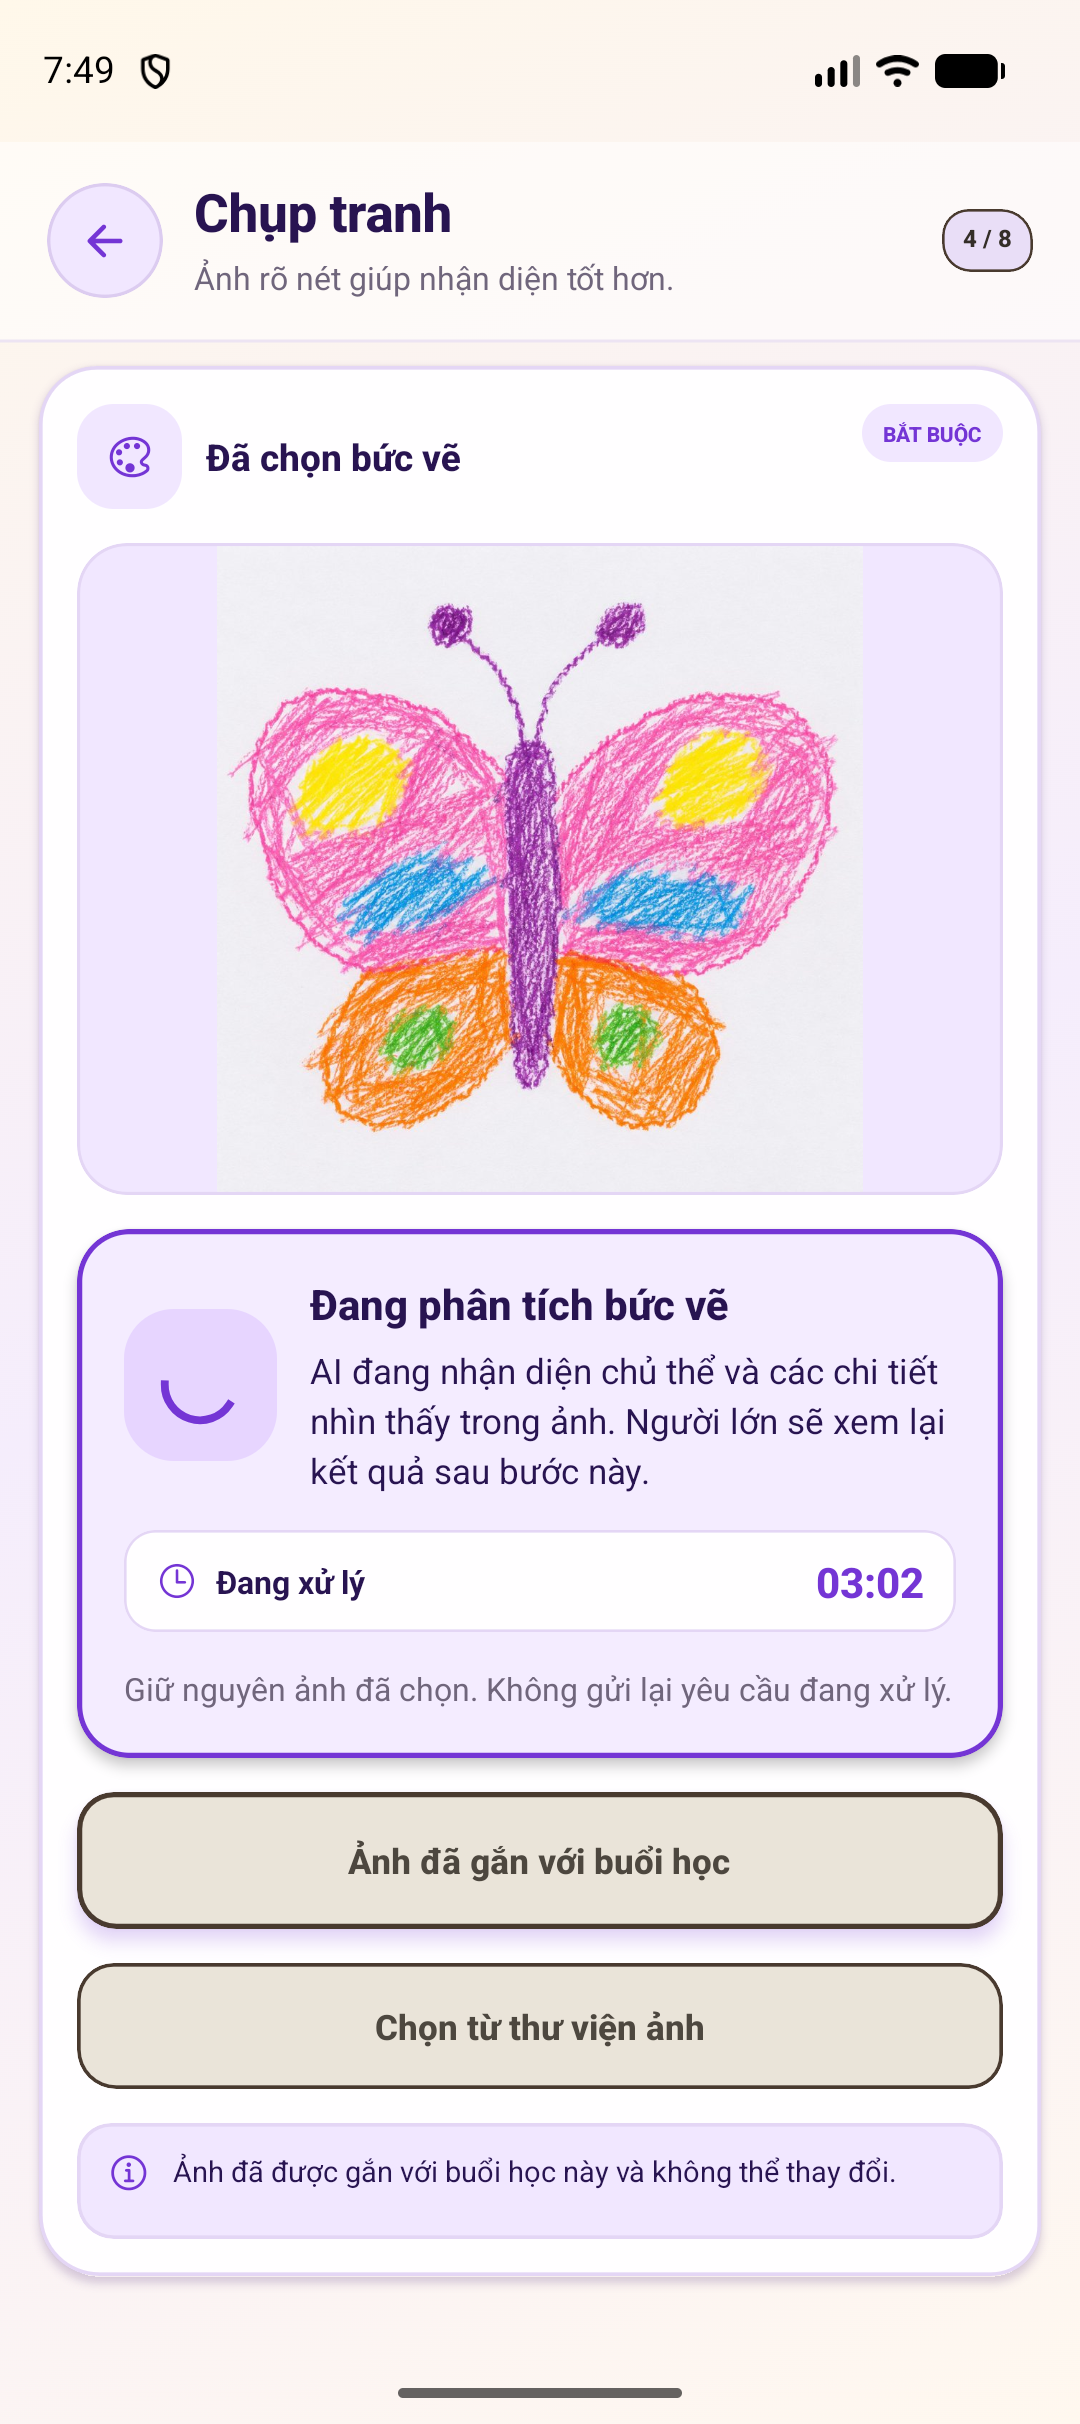 7:49
Chụp tranh
Ảnh rõ nét giúp nhận diện tốt hơn.
4 / 8
Đã chọn bức vẽ
BẮT BUỘC
Đang phân tích bức vẽ
AI đang nhận diện chủ thể và các chi tiết
nhìn thấy trong ảnh. Người lớn sẽ xem lại
kết quả sau bước này.
Đang xử lý
03:02
Giữ nguyên ảnh đã chọn. Không gửi lại yêu cầu đang xử lý.
Ảnh đã gắn với buổi học
Chọn từ thư viện ảnh
Ảnh đã được gắn với buổi học này và không thể thay đổi.